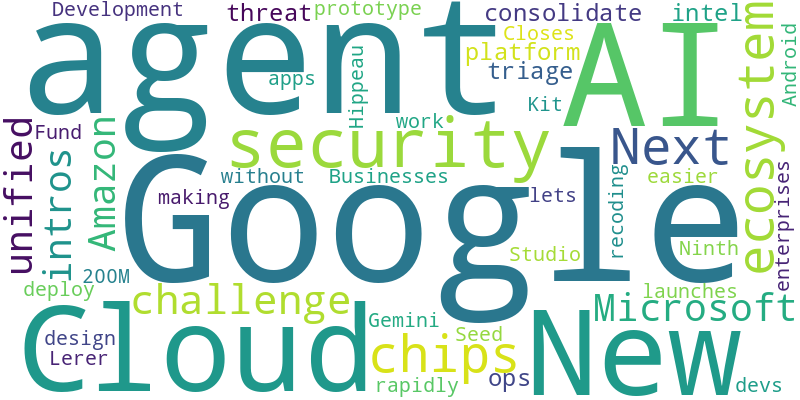 Development
threat
prototype
consolidate
intel
agent
AI
ecosystem
Android
Closes
platform
triage
apps
Hippeau
Kit
work
unified
Fund
intros
Amazon
security
Next
without
Businesses
making
Google
lets
recoding
easier
enterprises
Studio
Ninth
200M
deploy
challenge
launches
Microsoft
Cloud
New
design
Lerer
Gemini
Seed
chips
rapidly
ops
devs